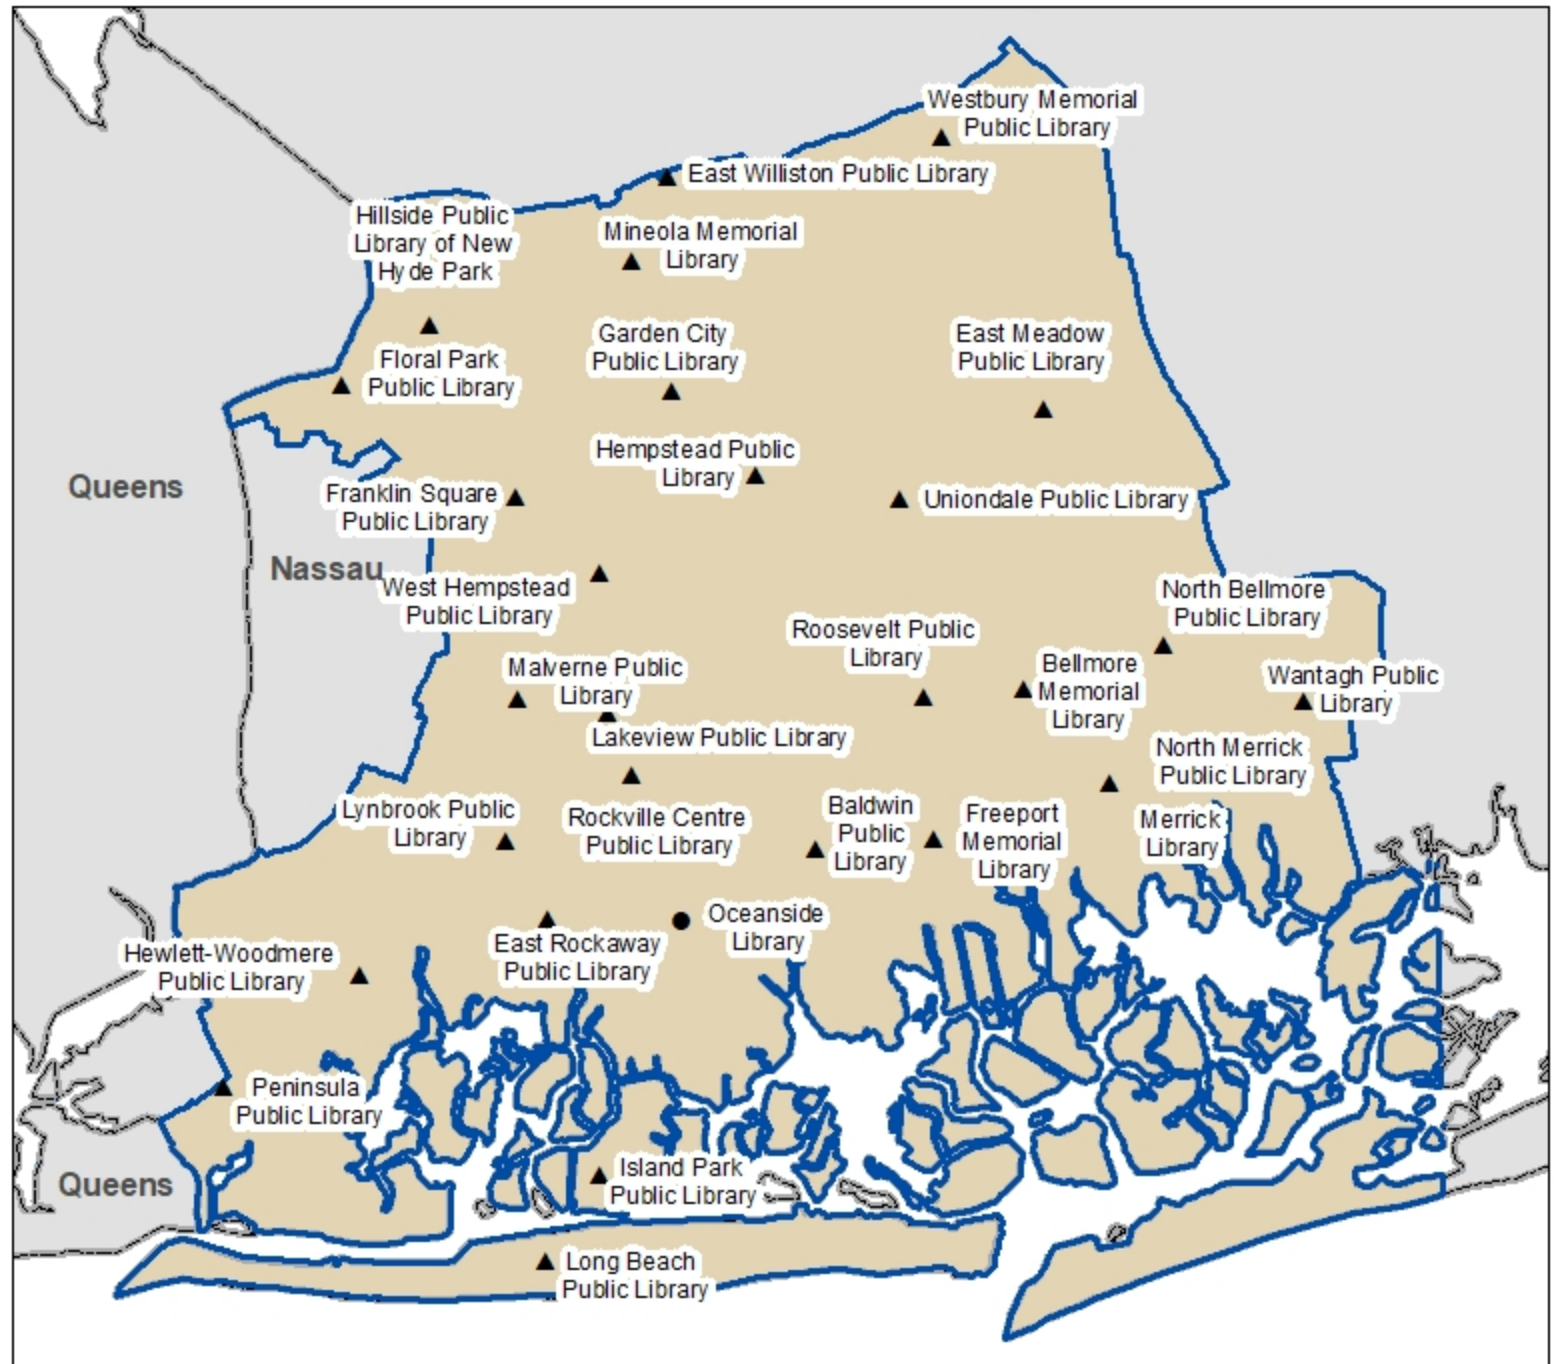 Westbury Memorial
Public Library
East Williston Public Library
Hillside Public
Library of New
Hyde Park
Mineola Memorial
Library
Garden City
Public Library
East Meadow
Public Library
Floral Park
Public Library
Hempstead Public
Library
Queens
Franklin Square
Public Library
Uniondale Public Library
Nassau
West Hempstead
Public Library
North Bellmore
Public Library
Roosevelt Public
Library
Malverne Public
Library
Bellmore
Memorial
Library
Wantagh Public
Library
Lakeview Public Library
North Merrick
Public Library
Lynbrook Public
Library
Rockville Centre
Public Library
Baldwin
Public
Library
Freeport
Memorial
Library
Merrick
Library
Oceanside
Library
East Rockaway
Public Library
Hewlett-Woodmere
Public Library
Peninsula
Public Library
Queens
Island Park
Public Library
Long Beach
Public Library